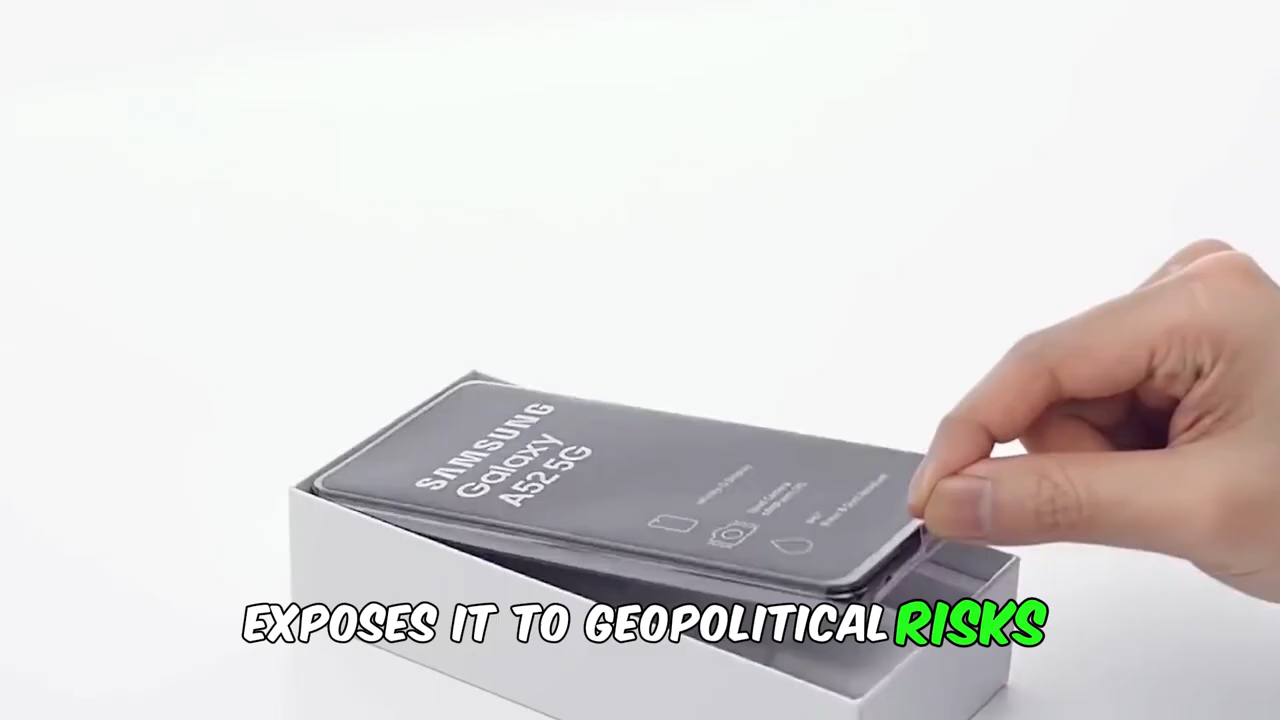 SAMSUNG
Galaxy
A52 5G
EXPOSES IT TO GEOPOLITICAL RISKS